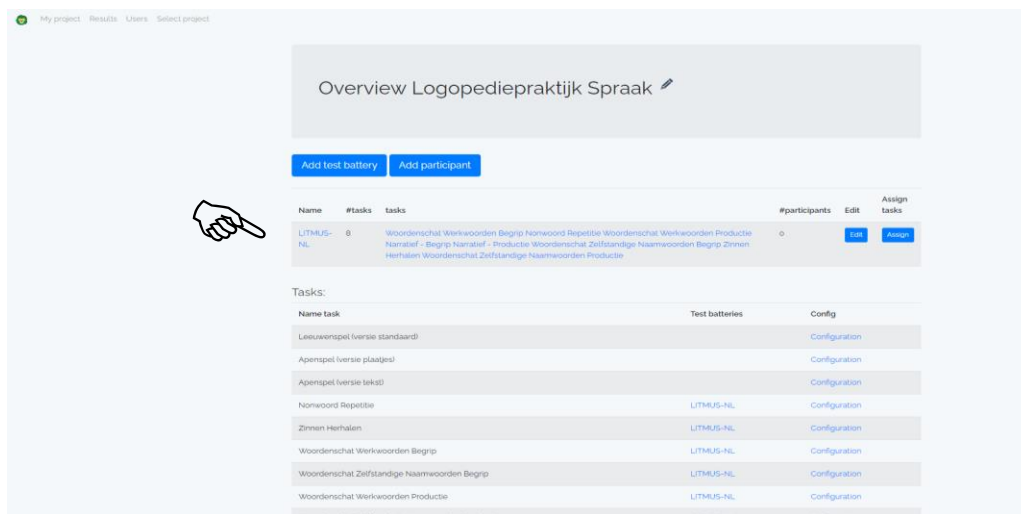 My project Results Users Select project
Overview Logopediepraktijk Spraak
Add test battery Add participant
Name #tasks tasks #participants Edit Assign tasks
LITMUS-NL 8 Woordenschat Werkwoorden Begrip Nonwoord Repetitie Woordenschat Werkwoorden Productie 0 Edit Assign
Narratief - Begrip Narratief - Productie Woordenschat Zelfstandige Naamwoorden Begrip Zinnen
Herhalen Woordenschat Zelfstandige Naamwoorden Productie
Tasks:
Name task Test batteries Config
Leeuwenspel (versie standaard) Configuration
Apenspel (versie plaatjes) Configuration
Apenspel (versie tekst) Configuration
Nonwoord Repetitie LITMUS-NL Configuration
Zinnen Herhalen LITMUS-NL Configuration
Woordenschat Werkwoorden Begrip LITMUS-NL Configuration
Woordenschat Zelfstandige Naamwoorden Begrip LITMUS-NL Configuration
Woordenschat Werkwoorden Productie LITMUS-NL Configuration